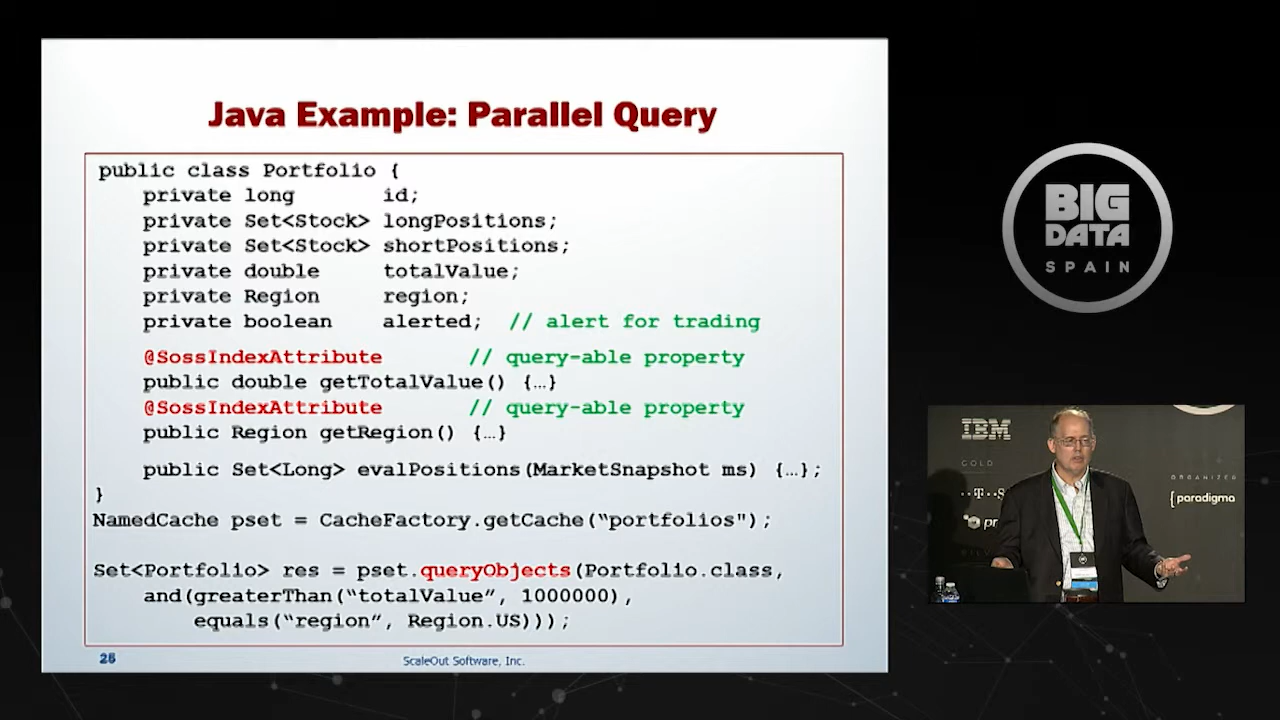 Java Example: Parallel Query
public class Portfolio {
private long id;
private Set<Stock> longPositions;
private Set<Stock> shortPositions;
private double totalValue;
private Region region;
private boolean alerted; // alert for trading
@SossIndexAttribute // query-able property
public double getTotalValue() {…}
@SossIndexAttribute // query-able property
public Region getRegion() {…}
public Set<Long> evalPositions(MarketSnapshot ms) {…};
}
NamedCache pset = CacheFactory.getCache(“portfolios");
Set<Portfolio> res = pset.queryObjects(Portfolio.class,
and(greaterThan(“totalValue”, 1000000),
equals(“region”, Region.US)));
ScaleOut Software, Inc.
BIG
DATA
SPAIN
IBM
GOLD
ORGANIZER
{paradigma